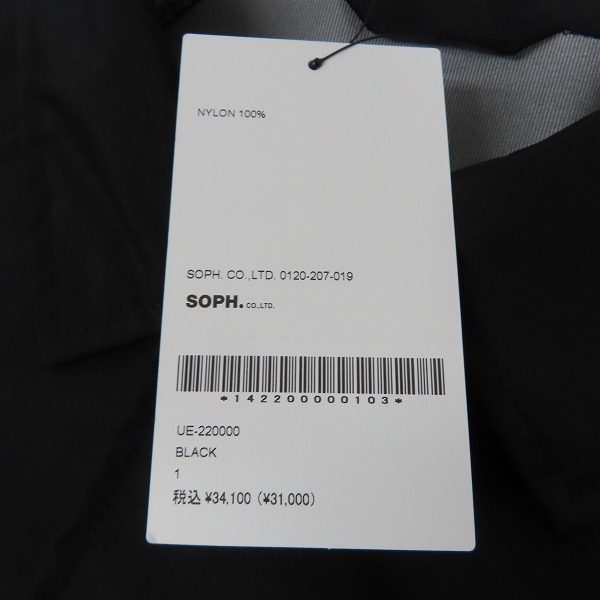 NYLON 100%
SOPH. CO.,LTD. 0120-207-019
SOPH. CO.,LTD.
*142200000103*
UE-220000
BLACK
1
税込 ¥34,100 (¥31,000)